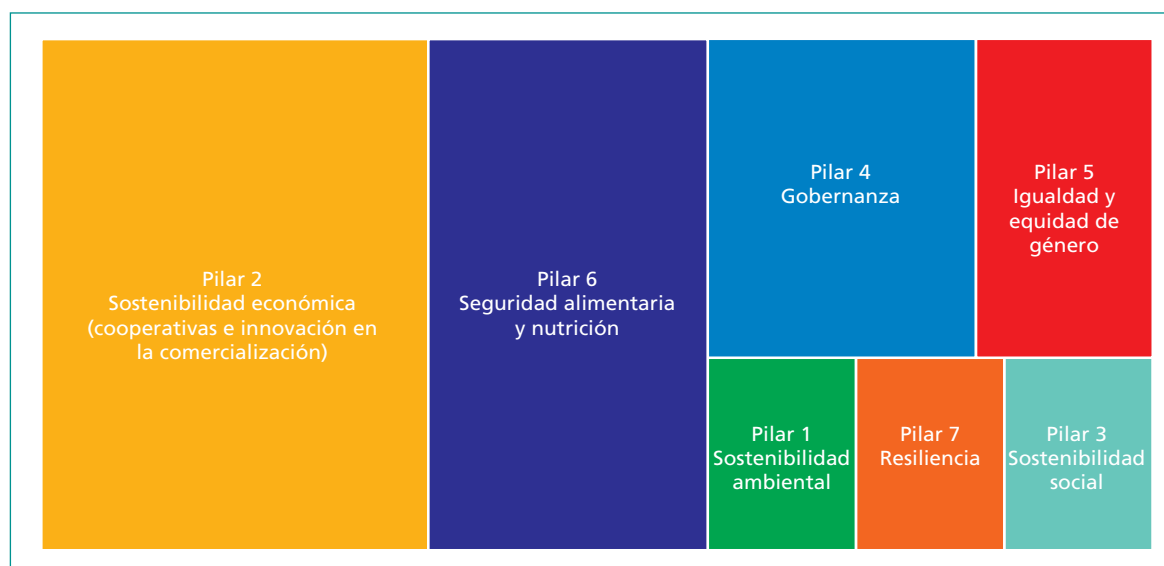 Pilar 2
Sostenibilidad económica
(cooperativas e innovación en
la comercialización)
Pilar 6
Seguridad alimentaria
y nutrición
Pilar 4
Gobernanza
Pilar 5
Igualdad y
equidad de
género
Pilar 1
Sostenibilidad
ambiental
Pilar 7
Resiliencia
Pilar 3
Sostenibilidad
social